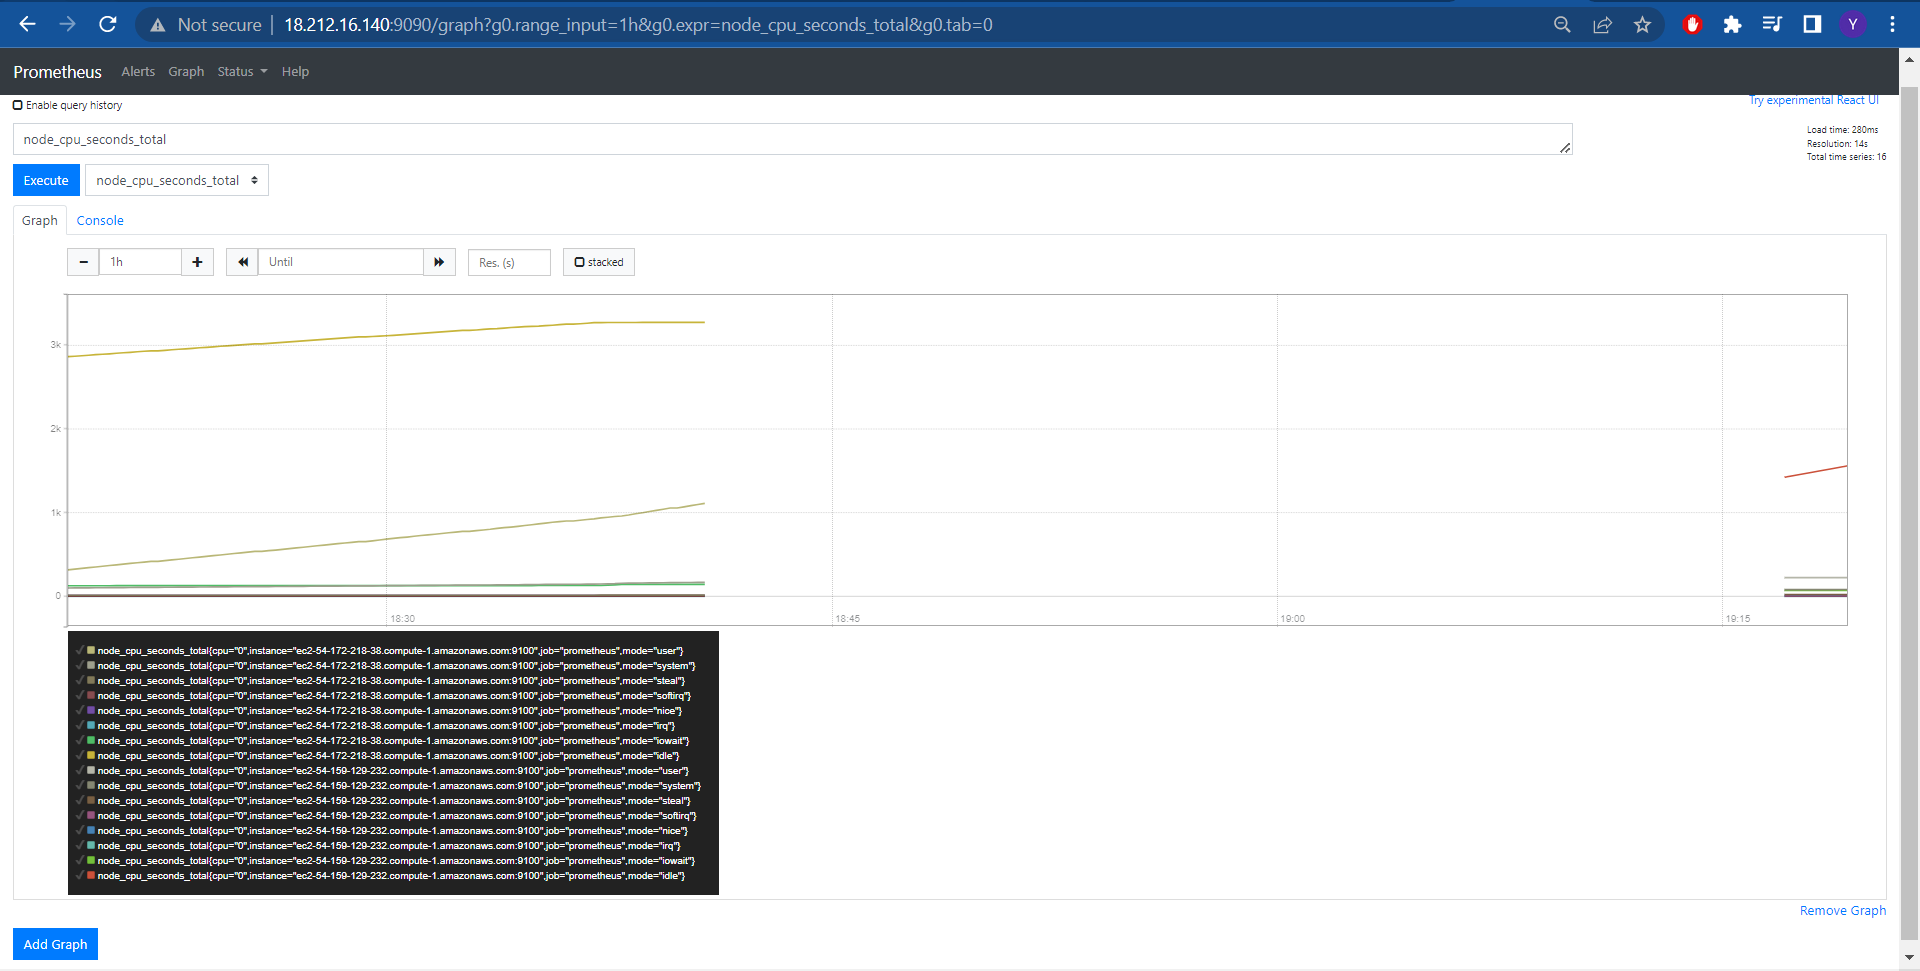 Not secure 18.212.16.140:9090/graph?g0.range_input=1h&g0.expr=node_cpu_seconds_total&g0.tab=0
Y
Prometheus Alerts Graph Status Help
Enable query history
Try experimental React UI
node_cpu_seconds_total
Load time: 280ms
Resolution: 14s
Total time series: 16
Execute node_cpu_seconds_total
Graph Console
1h Until Res. (s) stacked
3k
2k
1k
0
18:30 18:45 19:00 19:15
node_cpu_seconds_total{cpu="0",instance="ec2-54-172-218-38.compute-1.amazonaws.com:9100",job="prometheus",mode="user"}
node_cpu_seconds_total{cpu="0",instance="ec2-54-172-218-38.compute-1.amazonaws.com:9100",job="prometheus",mode="system"}
node_cpu_seconds_total{cpu="0",instance="ec2-54-172-218-38.compute-1.amazonaws.com:9100",job="prometheus",mode="steal"}
node_cpu_seconds_total{cpu="0",instance="ec2-54-172-218-38.compute-1.amazonaws.com:9100",job="prometheus",mode="softirq"}
node_cpu_seconds_total{cpu="0",instance="ec2-54-172-218-38.compute-1.amazonaws.com:9100",job="prometheus",mode="nice"}
node_cpu_seconds_total{cpu="0",instance="ec2-54-172-218-38.compute-1.amazonaws.com:9100",job="prometheus",mode="irq"}
node_cpu_seconds_total{cpu="0",instance="ec2-54-172-218-38.compute-1.amazonaws.com:9100",job="prometheus",mode="iowait"}
node_cpu_seconds_total{cpu="0",instance="ec2-54-172-218-38.compute-1.amazonaws.com:9100",job="prometheus",mode="idle"}
node_cpu_seconds_total{cpu="0",instance="ec2-54-159-129-232.compute-1.amazonaws.com:9100",job="prometheus",mode="user"}
node_cpu_seconds_total{cpu="0",instance="ec2-54-159-129-232.compute-1.amazonaws.com:9100",job="prometheus",mode="system"}
node_cpu_seconds_total{cpu="0",instance="ec2-54-159-129-232.compute-1.amazonaws.com:9100",job="prometheus",mode="steal"}
node_cpu_seconds_total{cpu="0",instance="ec2-54-159-129-232.compute-1.amazonaws.com:9100",job="prometheus",mode="softirq"}
node_cpu_seconds_total{cpu="0",instance="ec2-54-159-129-232.compute-1.amazonaws.com:9100",job="prometheus",mode="nice"}
node_cpu_seconds_total{cpu="0",instance="ec2-54-159-129-232.compute-1.amazonaws.com:9100",job="prometheus",mode="irq"}
node_cpu_seconds_total{cpu="0",instance="ec2-54-159-129-232.compute-1.amazonaws.com:9100",job="prometheus",mode="iowait"}
node_cpu_seconds_total{cpu="0",instance="ec2-54-159-129-232.compute-1.amazonaws.com:9100",job="prometheus",mode="idle"}
Remove Graph
Add Graph